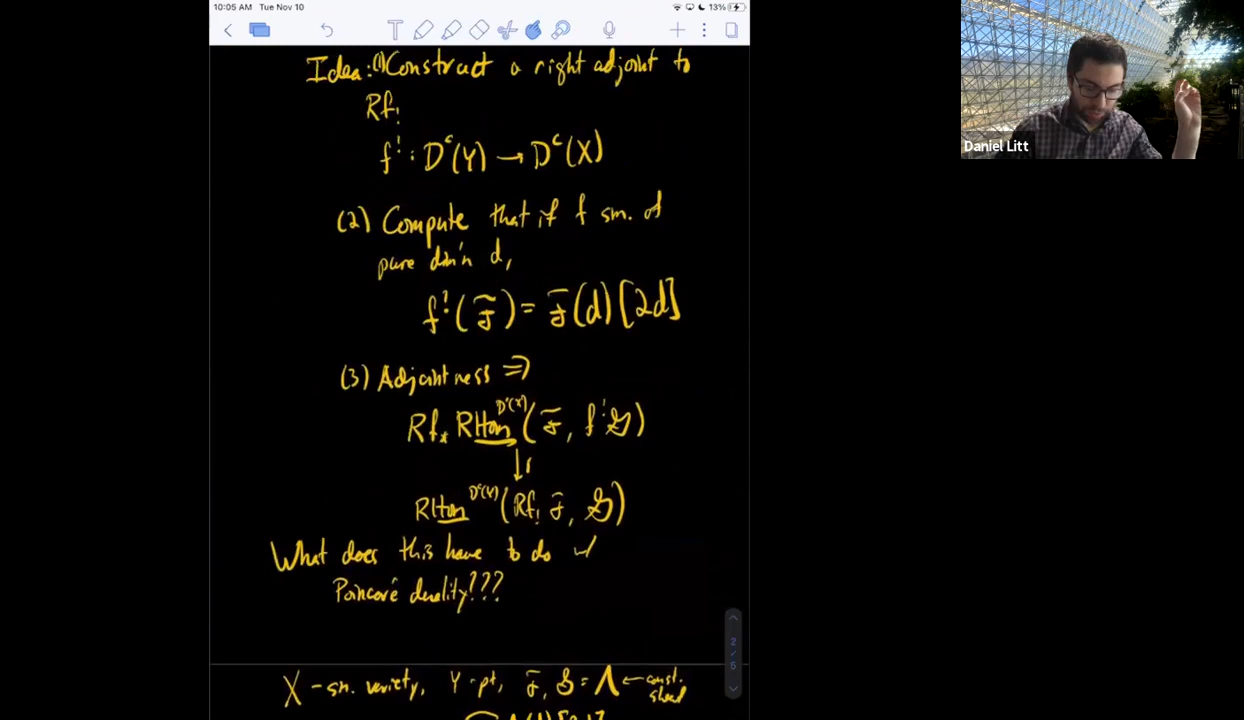 10:05 AM Tue Nov 10
13%
Idea: (1) Construct a right adjoint to
Rf!
f^! : D^c(Y) → D^c(X)
(2) Compute that if f sm. of
pure dim'n d,
f^!(F) = F(d)[2d]
(3) Adjointness ⇒
Rf_* RHom^{D^c(X)}(F, f^! G)
↓
RHom^{D^c(Y)}(Rf_! F, G)
What does this have to do w/
Poincaré duality???
2
/
5
X - sm. variety, Y - pt, F, G = Λ ← const.
sheaf
Daniel Litt